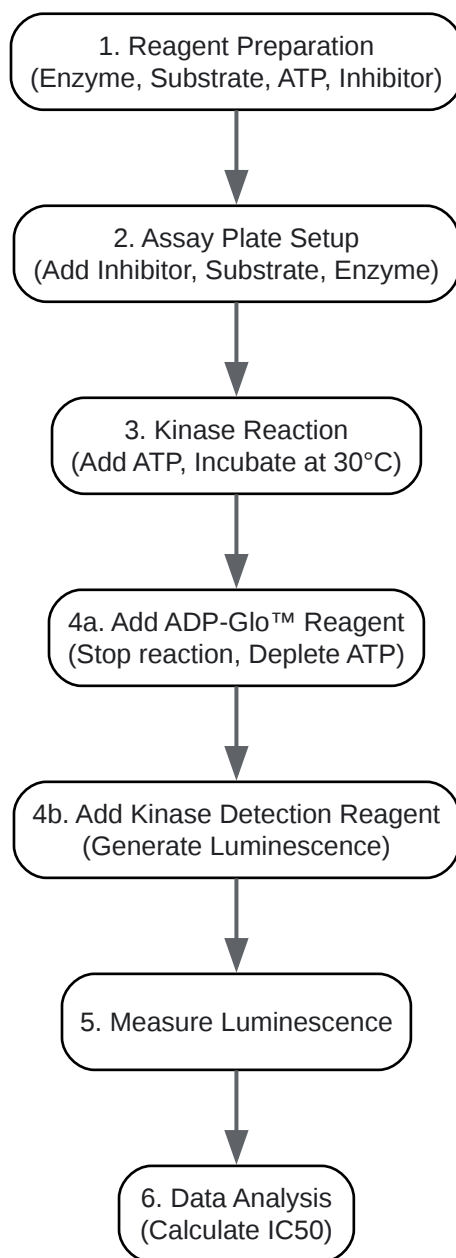 1. Reagent Preparation
(Enzyme, Substrate, ATP, Inhibitor)
2. Assay Plate Setup
(Add Inhibitor, Substrate, Enzyme)
3. Kinase Reaction
(Add ATP, Incubate at 30°C)
4a. Add ADP-Glo™ Reagent
(Stop reaction, Deplete ATP)
4b. Add Kinase Detection Reagent
(Generate Luminescence)
5. Measure Luminescence
6. Data Analysis
(Calculate IC50)